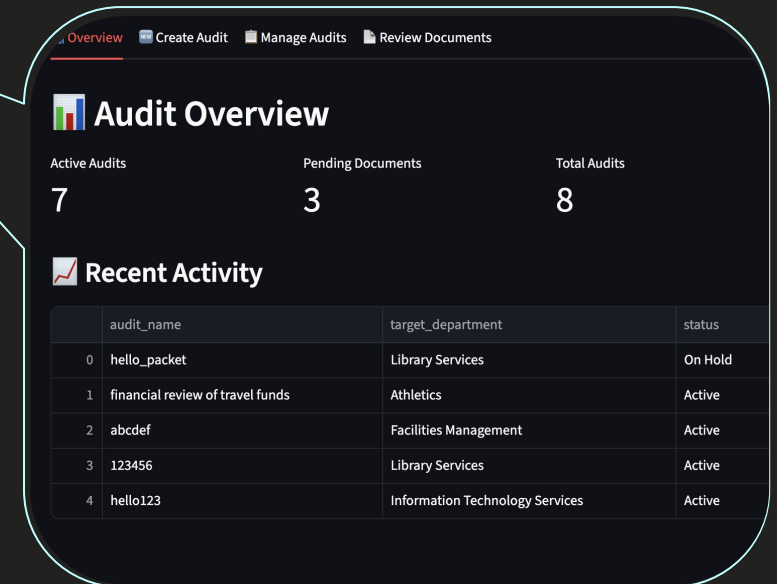 Overview Create Audit Manage Audits Review Documents
Audit Overview
Active Audits Pending Documents Total Audits
7 3 8
Recent Activity
audit_name target_department status
0 hello_packet Library Services On Hold
1 financial review of travel funds Athletics Active
2 abcdef Facilities Management Active
3 123456 Library Services Active
4 hello123 Information Technology Services Active